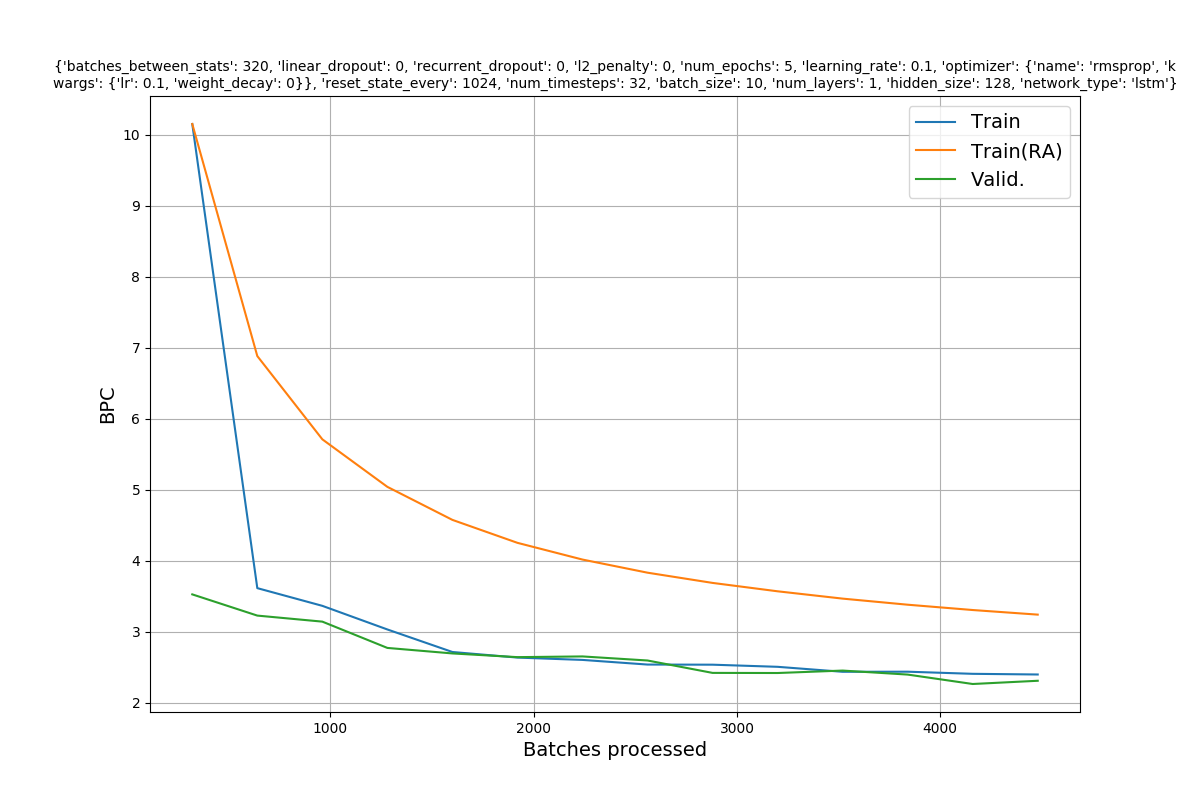 {'batches_between_stats': 320, 'linear_dropout': 0, 'recurrent_dropout': 0, 'l2_penalty': 0, 'num_epochs': 5, 'learning_rate': 0.1, 'optimizer': {'name': 'rmsprop', 'k
wargs': {'lr': 0.1, 'weight_decay': 0}}, 'reset_state_every': 1024, 'num_timesteps': 32, 'batch_size': 10, 'num_layers': 1, 'hidden_size': 128, 'network_type': 'lstm'}
Train
Train(RA)
Valid.
10
9
8
7
6
5
4
3
2
BPC
1000
2000
3000
4000
Batches processed